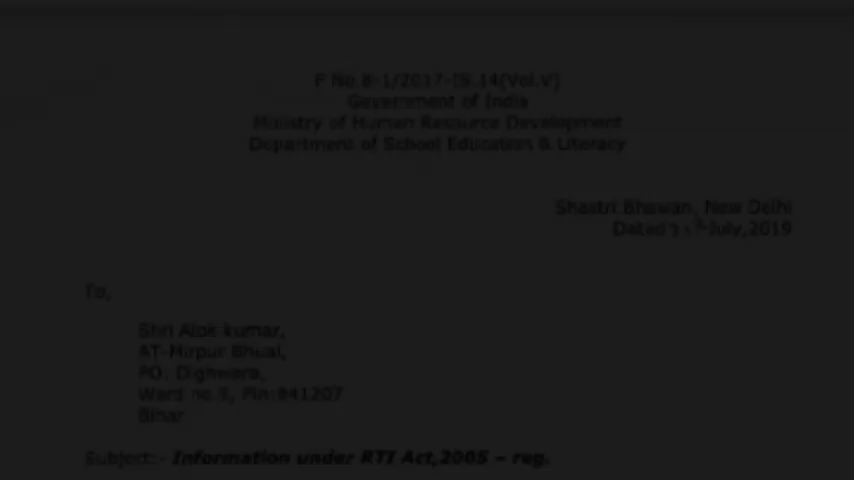 F No.8-1/2017-IS.14(Vol.V)
Government of India
Ministry of Human Resource Development
Department of School Education & Literacy
Shastri Bhawan, New Delhi
Dated July,2019
To,
Shri Alok kumar,
AT-Mirpur Bhual,
PO. Dighwara,
Ward no.9, Pin:841207
Bihar
Subject:- Information under RTI Act,2005 – reg.